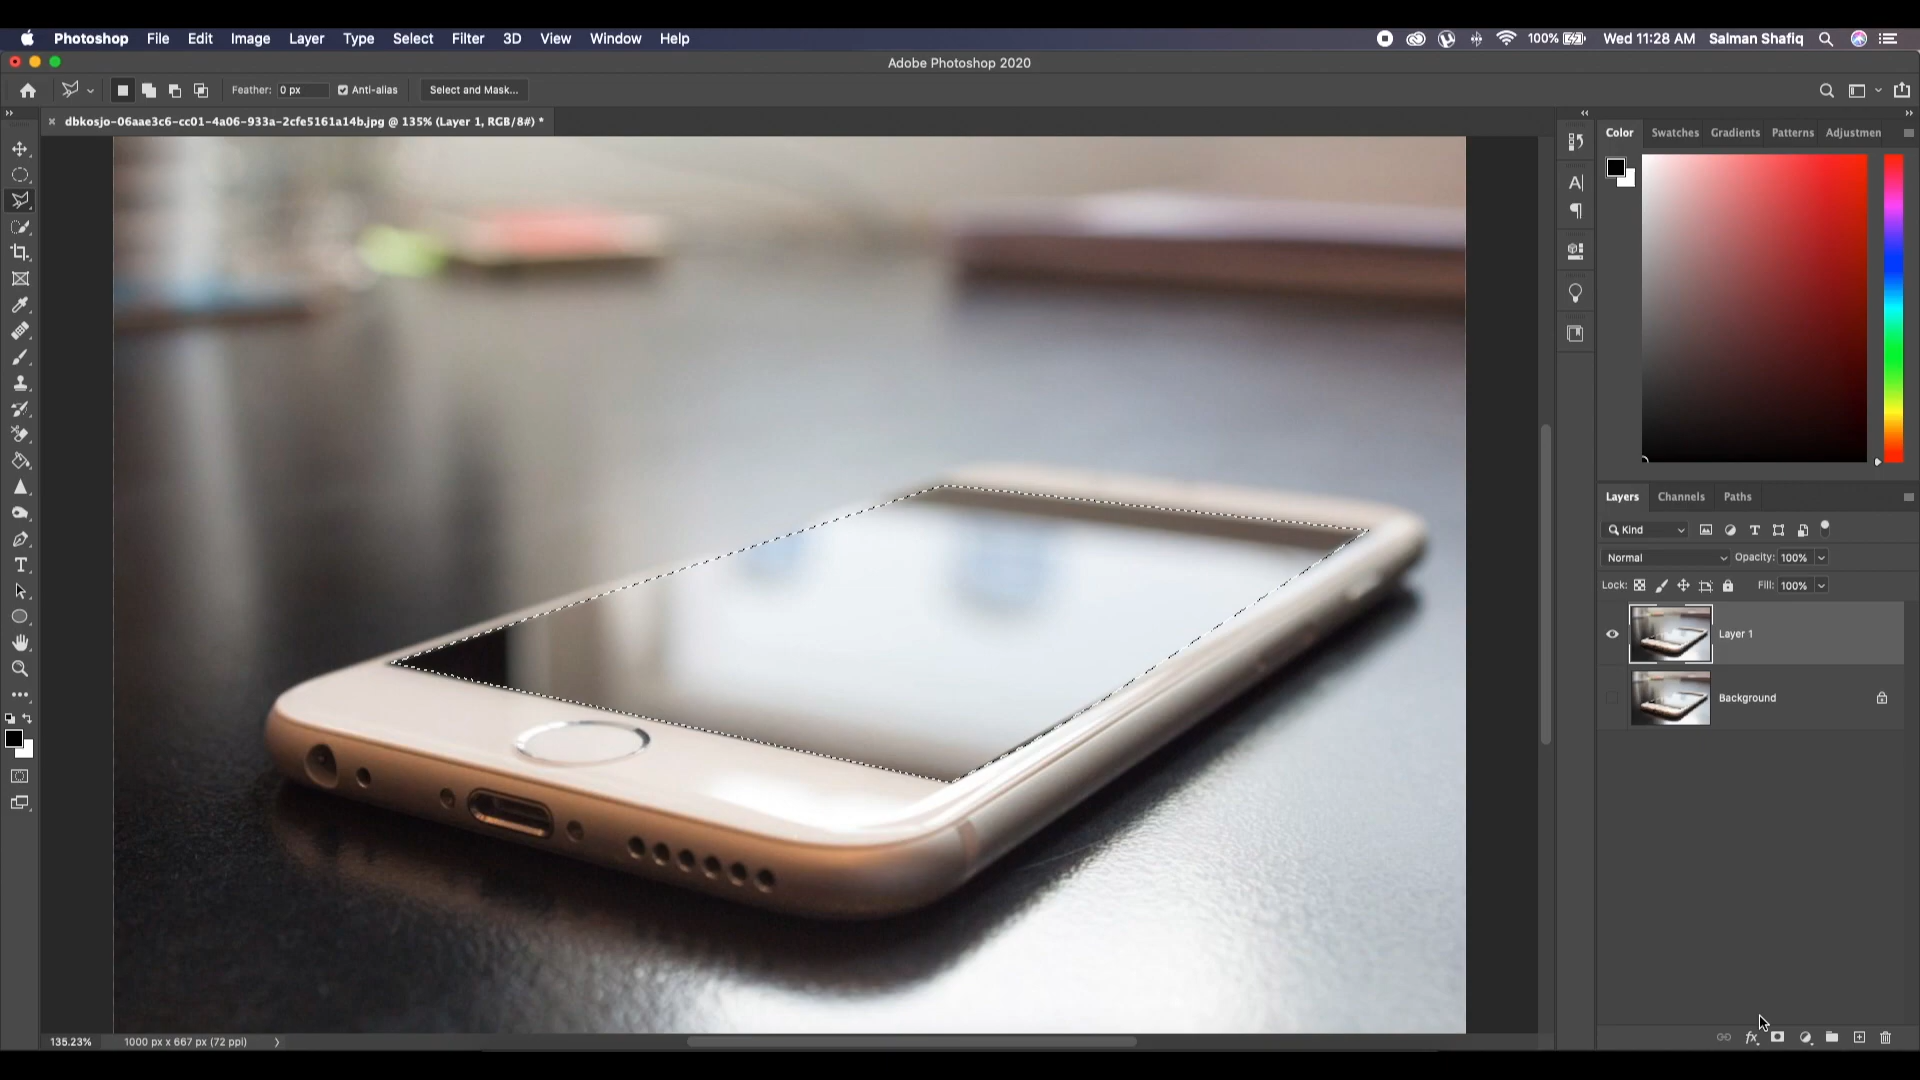 Photoshop File Edit Image Layer Type Select Filter 3D View Window Help 100% Wed 11:28 AM Salman Shafiq
Adobe Photoshop 2020
Feather: 0 px Anti-alias Select and Mask...
dbkosjo-06aae3c6-cc01-4a06-933a-2cfe5161a14b.jpg @ 135% (Layer 1, RGB/8#) *
Color Swatches Gradients Patterns Adjustmen
Layers Channels Paths
Kind
Normal Opacity: 100%
Lock: Fill: 100%
Layer 1
Background
135.23% 1000 px x 667 px (72 ppi)